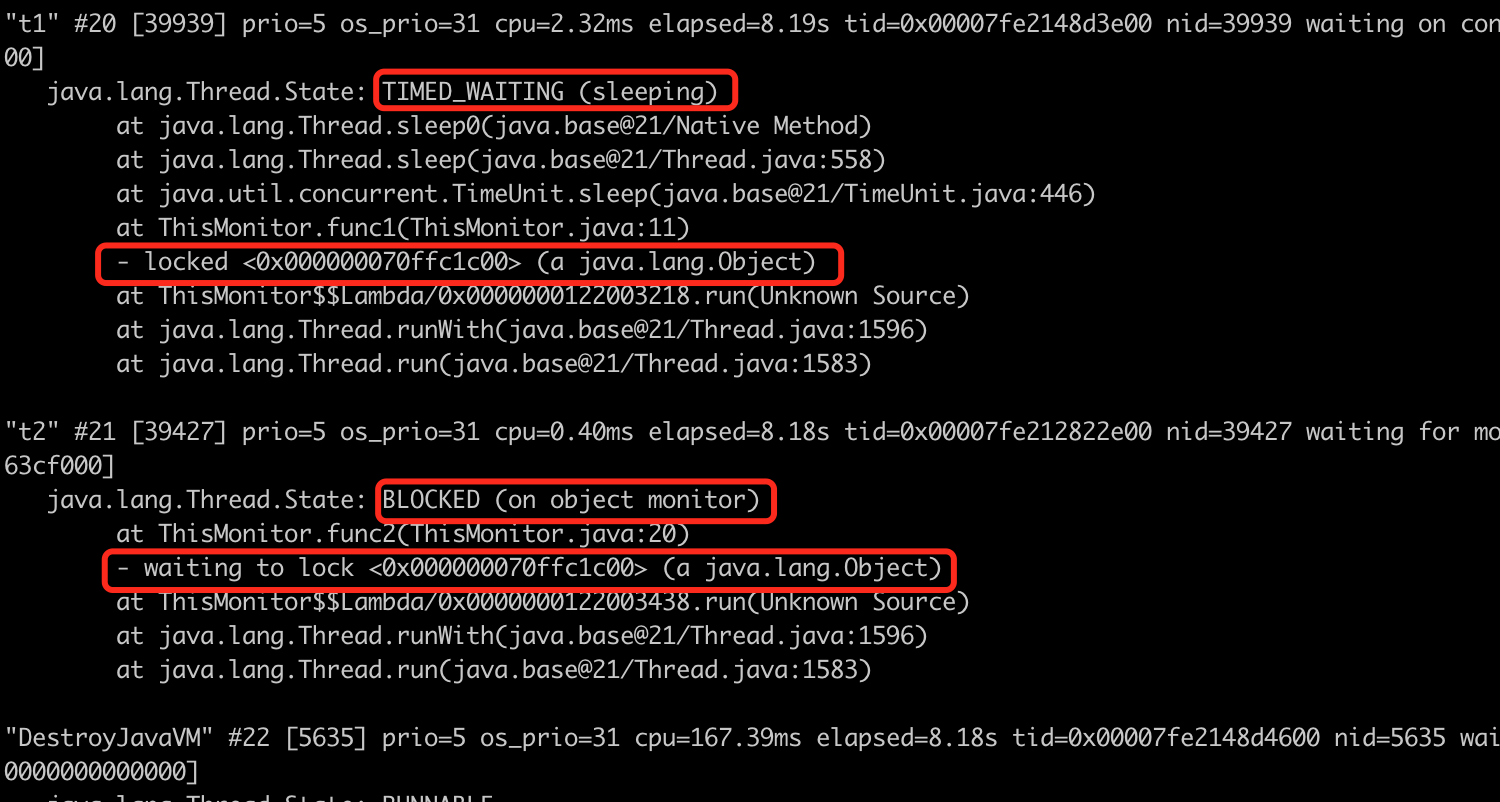 "t1" #20 [39939] prio=5 os_prio=31 cpu=2.32ms elapsed=8.19s tid=0x00007fe2148d3e00 nid=39939 waiting on con
00]
   java.lang.Thread.State: TIMED_WAITING (sleeping)
        at java.lang.Thread.sleep0(java.base@21/Native Method)
        at java.lang.Thread.sleep(java.base@21/Thread.java:558)
        at java.util.concurrent.TimeUnit.sleep(java.base@21/TimeUnit.java:446)
        at ThisMonitor.func1(ThisMonitor.java:11)
        - locked <0x000000070ffc1c00> (a java.lang.Object)
        at ThisMonitor$$Lambda/0x0000000122003218.run(Unknown Source)
        at java.lang.Thread.runWith(java.base@21/Thread.java:1596)
        at java.lang.Thread.run(java.base@21/Thread.java:1583)

"t2" #21 [39427] prio=5 os_prio=31 cpu=0.40ms elapsed=8.18s tid=0x00007fe212822e00 nid=39427 waiting for mo
63cf000]
   java.lang.Thread.State: BLOCKED (on object monitor)
        at ThisMonitor.func2(ThisMonitor.java:20)
        - waiting to lock <0x000000070ffc1c00> (a java.lang.Object)
        at ThisMonitor$$Lambda/0x0000000122003438.run(Unknown Source)
        at java.lang.Thread.runWith(java.base@21/Thread.java:1596)
        at java.lang.Thread.run(java.base@21/Thread.java:1583)

"DestroyJavaVM" #22 [5635] prio=5 os_prio=31 cpu=167.39ms elapsed=8.18s tid=0x00007fe2148d4600 nid=5635 wai
0000000000000]
   java.lang.Thread.State: RUNNABLE